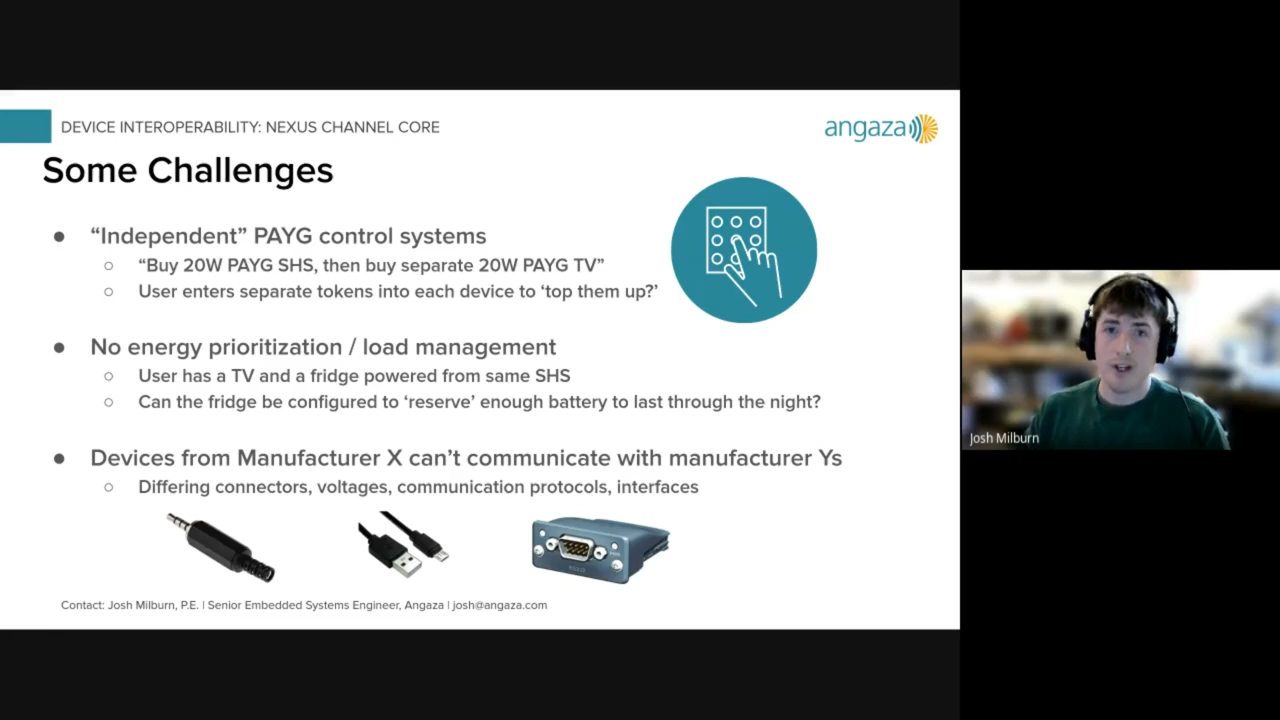 DEVICE INTEROPERABILITY: NEXUS CHANNEL CORE
angaza
Some Challenges
● “Independent” PAYG control systems
○ “Buy 20W PAYG SHS, then buy separate 20W PAYG TV”
○ User enters separate tokens into each device to ‘top them up?’
● No energy prioritization / load management
○ User has a TV and a fridge powered from same SHS
○ Can the fridge be configured to ‘reserve’ enough battery to last through the night?
● Devices from Manufacturer X can’t communicate with manufacturer Ys
○ Differing connectors, voltages, communication protocols, interfaces
Contact: Josh Milburn, P.E. | Senior Embedded Systems Engineer, Angaza | josh@angaza.com
Josh Milburn